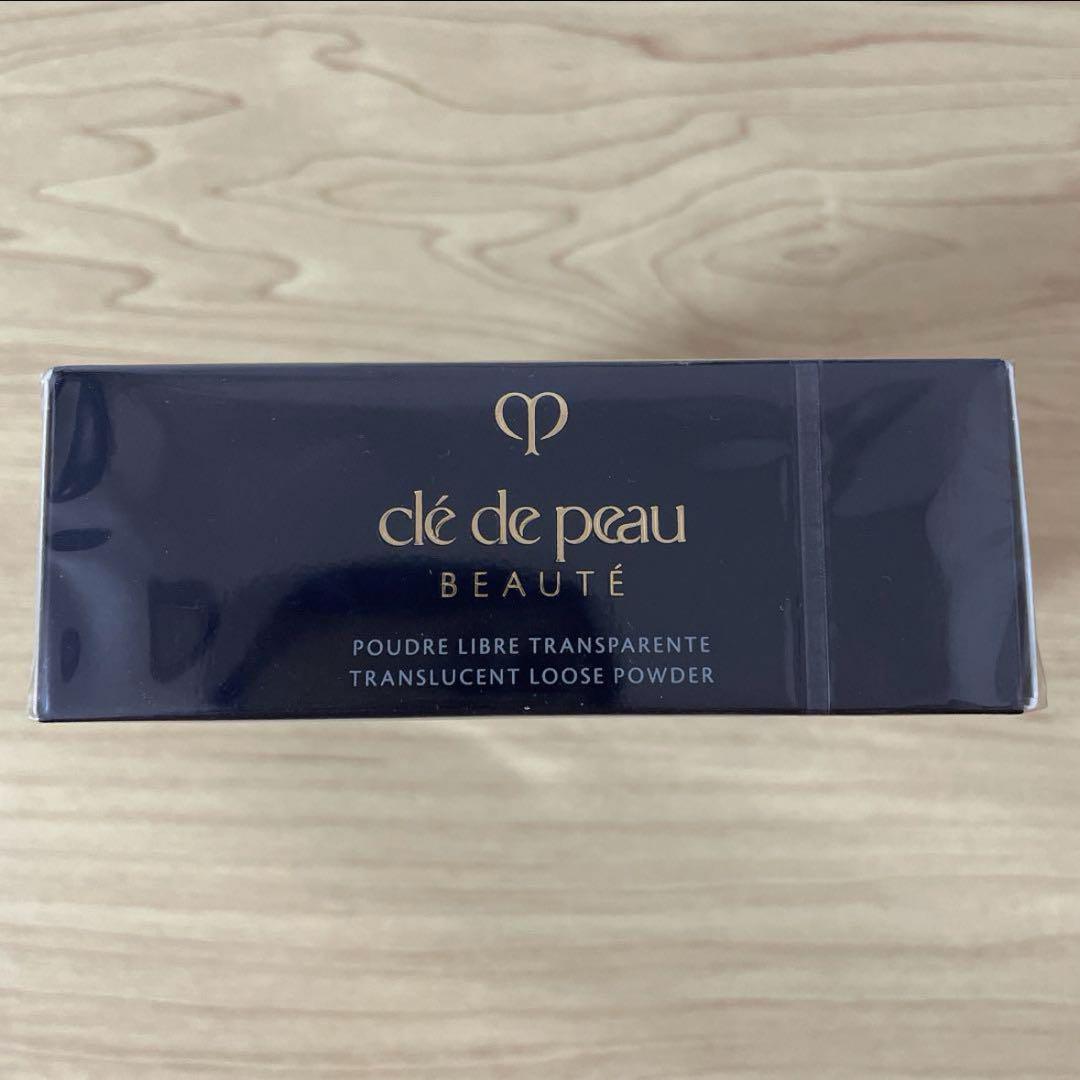 clé de peau
BEAUTÉ
POUDRE LIBRE TRANSPARENTE
TRANSLUCENT LOOSE POWDER